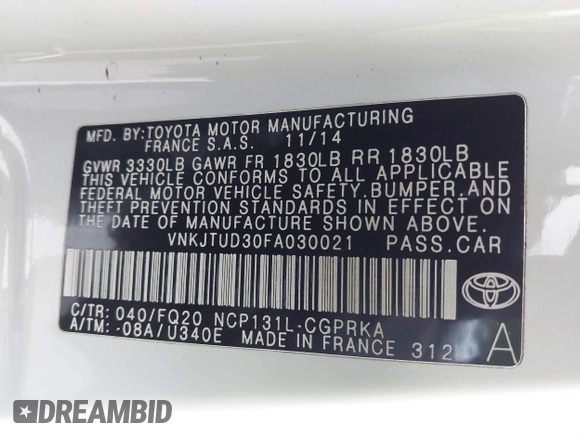 MFD. BY: TOYOTA MOTOR MANUFACTURING
FRANCE S.A.S. 11/14
GVWR 3330LB GAWR FR 1830LB RR 1830LB
THIS VEHICLE CONFORMS TO ALL APPLICABLE
FEDERAL MOTOR VEHICLE SAFETY, BUMPER, AND
THEFT PREVENTION STANDARDS IN EFFECT ON
THE DATE OF MANUFACTURE SHOWN ABOVE.
VNKJTUD30FA030021 PASS. CAR
C/TR: 040/FQ20 NCP131L-CGPRKA
A/TM: -08A/U340E MADE IN FRANCE 312
TOYOTA
A
DREAMBID